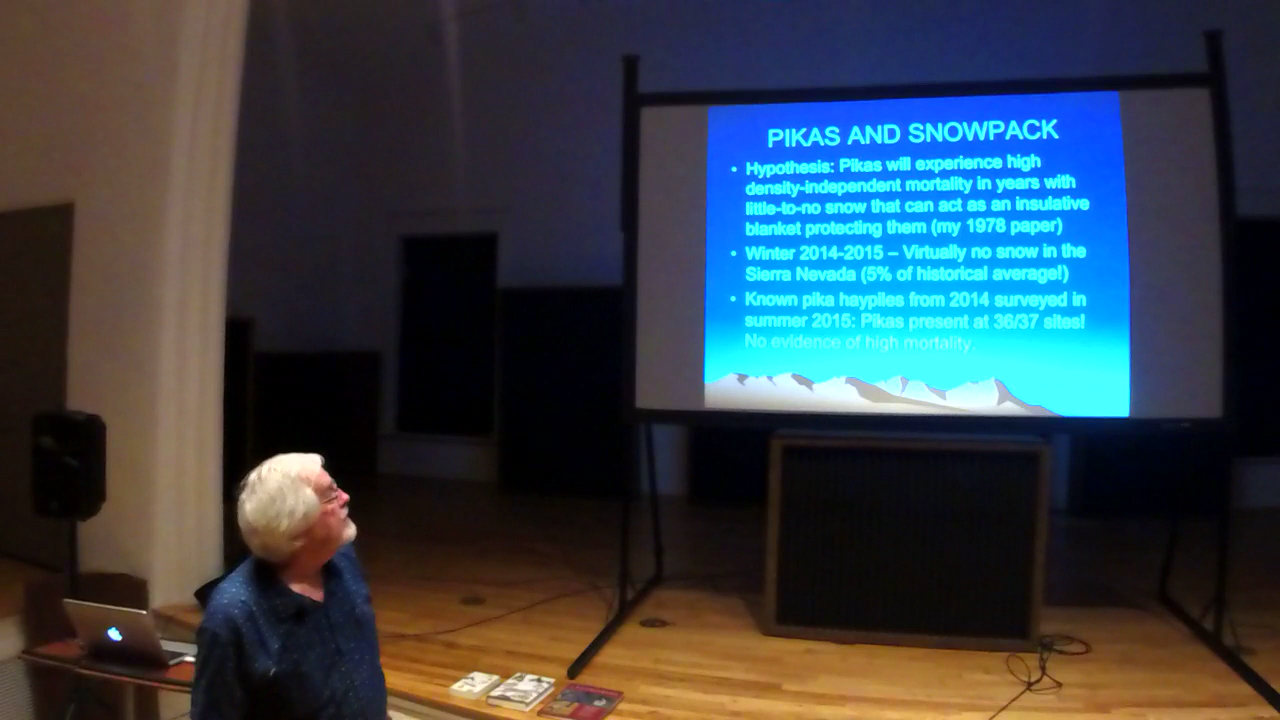 PIKAS AND SNOWPACK
• Hypothesis: Pikas will experience high
density-independent mortality in years with
little-to-no snow that can act as an insulative
blanket protecting them (my 1978 paper)
• Winter 2014-2015 – Virtually no snow in the
Sierra Nevada (5% of historical average!)
• Known pika haypiles from 2014 surveyed in
summer 2015: Pikas present at 36/37 sites!
No evidence of high mortality